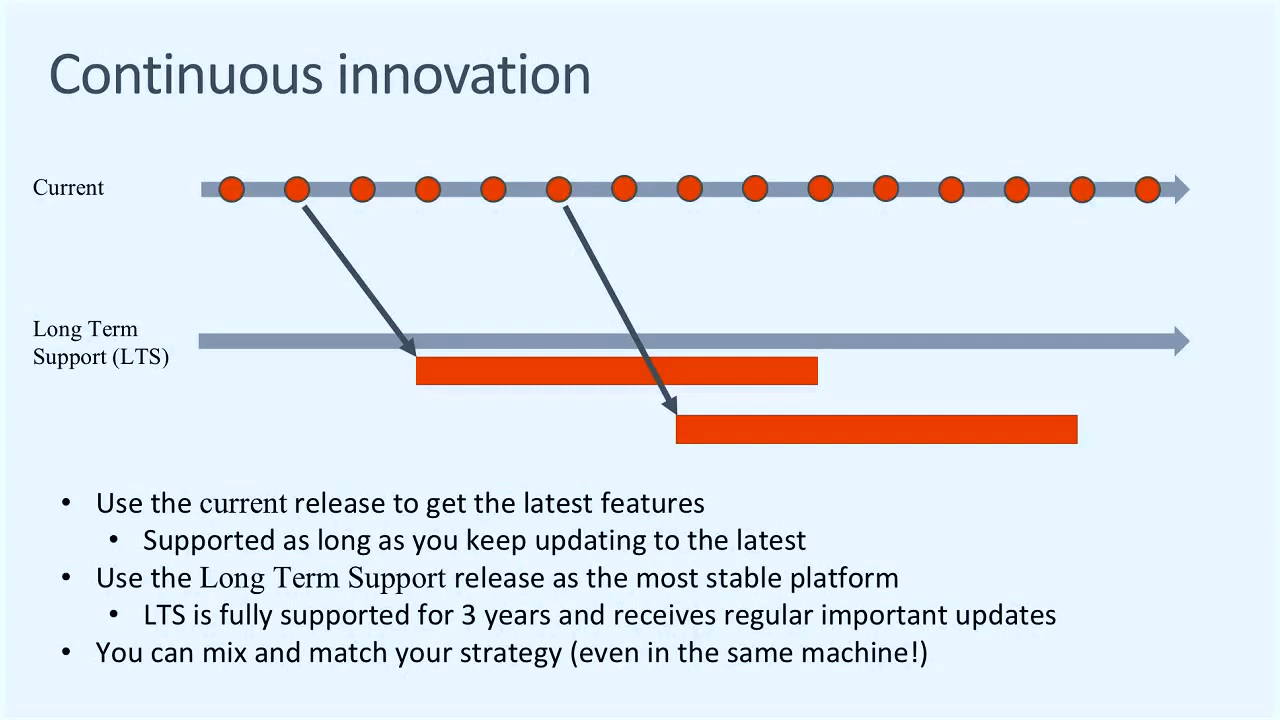 Continuous innovation
Current
Long Term
Support (LTS)
• Use the current release to get the latest features
• Supported as long as you keep updating to the latest
• Use the Long Term Support release as the most stable platform
• LTS is fully supported for 3 years and receives regular important updates
• You can mix and match your strategy (even in the same machine!)